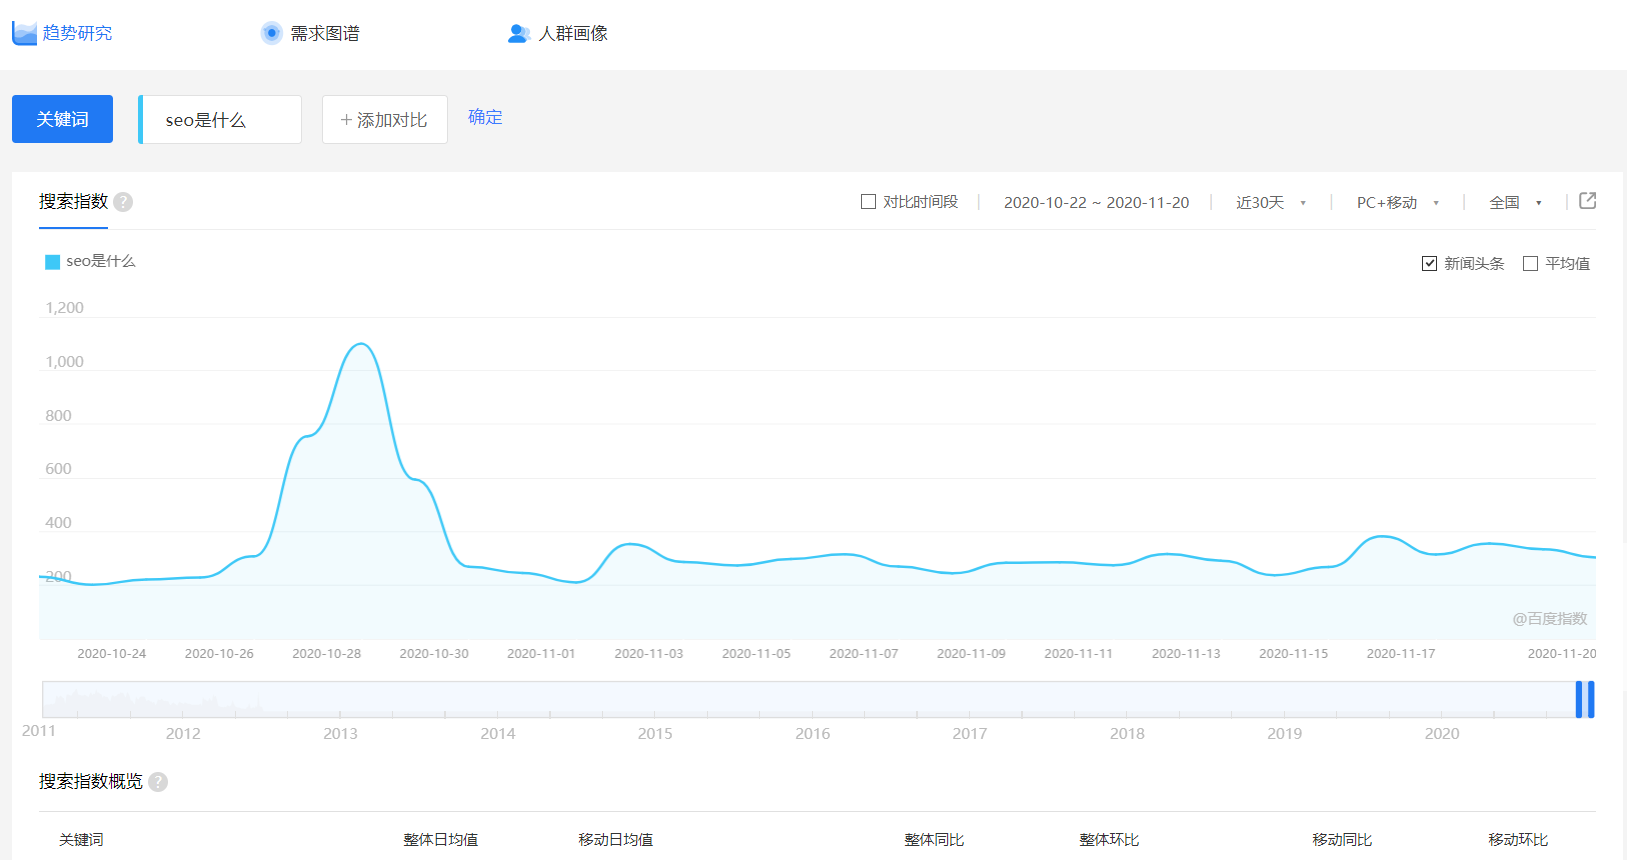 趋势研究 需求图谱 人群画像
关键词 seo是什么 +添加对比 确定
搜索指数 ? 对比时间段 2020-10-22 ~ 2020-11-20 近30天 PC+移动 全国
seo是什么 新闻头条 平均值
1,200
1,000
800
600
400
200
@百度指数
2020-10-24 2020-10-26 2020-10-28 2020-10-30 2020-11-01 2020-11-03 2020-11-05 2020-11-07 2020-11-09 2020-11-11 2020-11-13 2020-11-15 2020-11-17 2020-11-20
2011 2012 2013 2014 2015 2016 2017 2018 2019 2020
搜索指数概览 ?
关键词 整体日均值 移动日均值 整体同比 整体环比 移动同比 移动环比